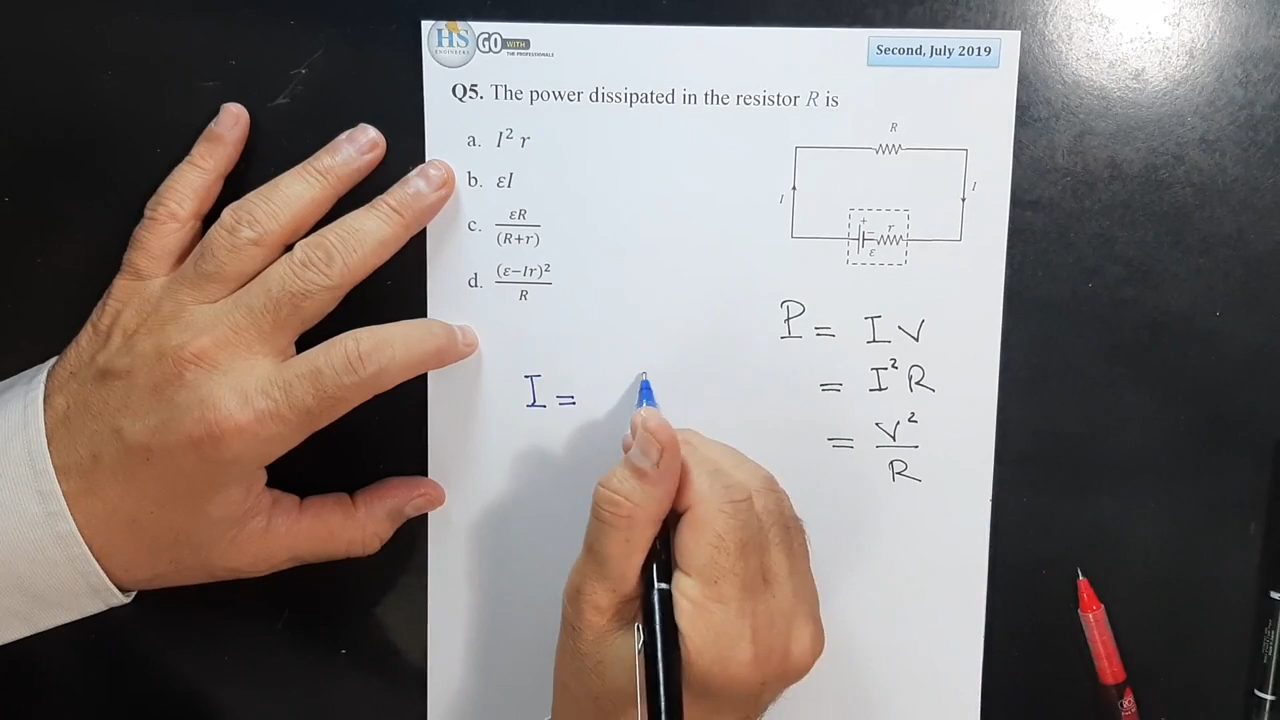 HS
ENGINEERS
GO WITH
THE PROFESSIONALS
Second, July 2019
Q5. The power dissipated in the resistor R is
a. I² r
b. εI
c. εR/(R+r)
d. (ε−Ir)²/R
R
I
I
+
−
r
ε
P = IV
= I²R
= V²/R
I =